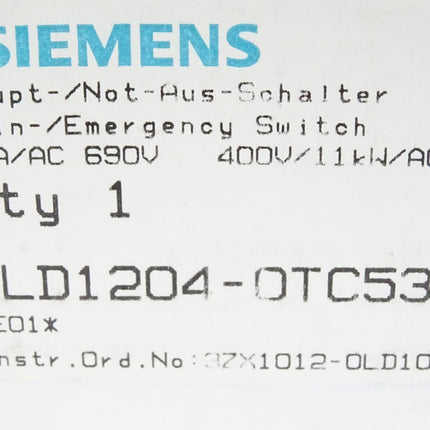 SIEMENS
upt-/Not-Aus-Schalter
in-/Emergency Switch
A/AC 690V 400V/11kW/AC
ty 1
LD1204-0TC53
E01*
nstr.Ord.No:3ZX1012-0LD10